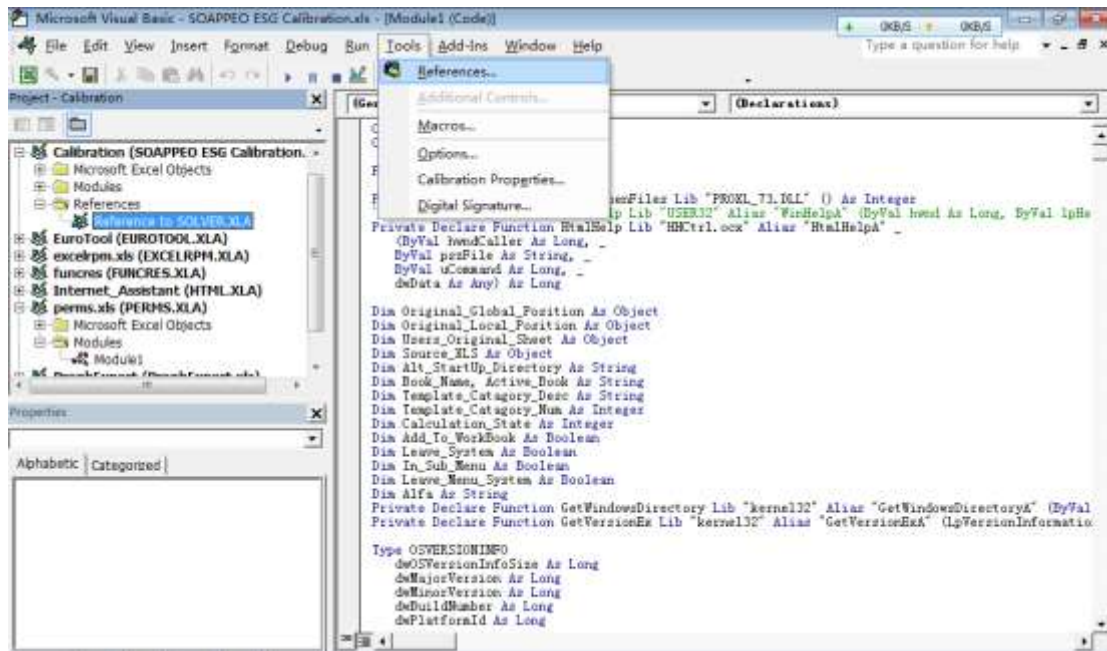 Microsoft Visual Basic - SOAPPEO ESG Calibration.xls - [Module1 (Code)]
0KB/S 0KB/S
File Edit View Insert Format Debug Run Tools Add-Ins Window Help
Type a question for help
References...
Additional Controls...
Macros...
Options...
Calibration Properties...
Digital Signature...
Project - Calibration
Calibration (SOAPPEO ESG Calibration.
Microsoft Excel Objects
Modules
References
Reference to SOLVER.XLA
EuroTool (EUROTOOL.XLA)
excelrpm.xls (EXCELRPM.XLA)
funcres (FUNCRES.XLA)
Internet_Assistant (HTML.XLA)
perms.xls (PERMS.XLA)
Microsoft Excel Objects
Modules
Module1
Properties
Alphabetic Categorized
(Ge
(Declarations)
enFiles Lib "PROXL_73.DLL" () As Integer
lp Lib "USER32" Alias "WinHelpA" (ByVal hwnd As Long, ByVal lpHe
Private Declare Function HtmlHelp Lib "HHCtrl.ocx" Alias "HtmlHelpA" _
(ByVal hwndCaller As Long, _
ByVal pszFile As String, _
ByVal uCommand As Long, _
dwData As Any) As Long
Dim Original_Global_Position As Object
Dim Original_Local_Position As Object
Dim Users_Original_Sheet As Object
Dim Source_XLS As Object
Dim Alt_StartUp_Directory As String
Dim Book_Name, Active_Book As String
Dim Template_Catagory_Desc As String
Dim Template_Catagory_Num As Integer
Dim Calculation_State As Integer
Dim Add_To_WorkBook As Boolean
Dim Leave_System As Boolean
Dim In_Sub_Menu As Boolean
Dim Leave_Menu_System As Boolean
Dim Alfa As String
Private Declare Function GetWindowsDirectory Lib "kernel32" Alias "GetWindowsDirectoryA" (ByVal
Private Declare Function GetVersionEx Lib "kernel32" Alias "GetVersionExA" (LpVersionInformatio
Type OSVERSIONINFO
dwOSVersionInfoSize As Long
dwMajorVersion As Long
dwMinorVersion As Long
dwBuildNumber As Long
dwPlatformId As Long